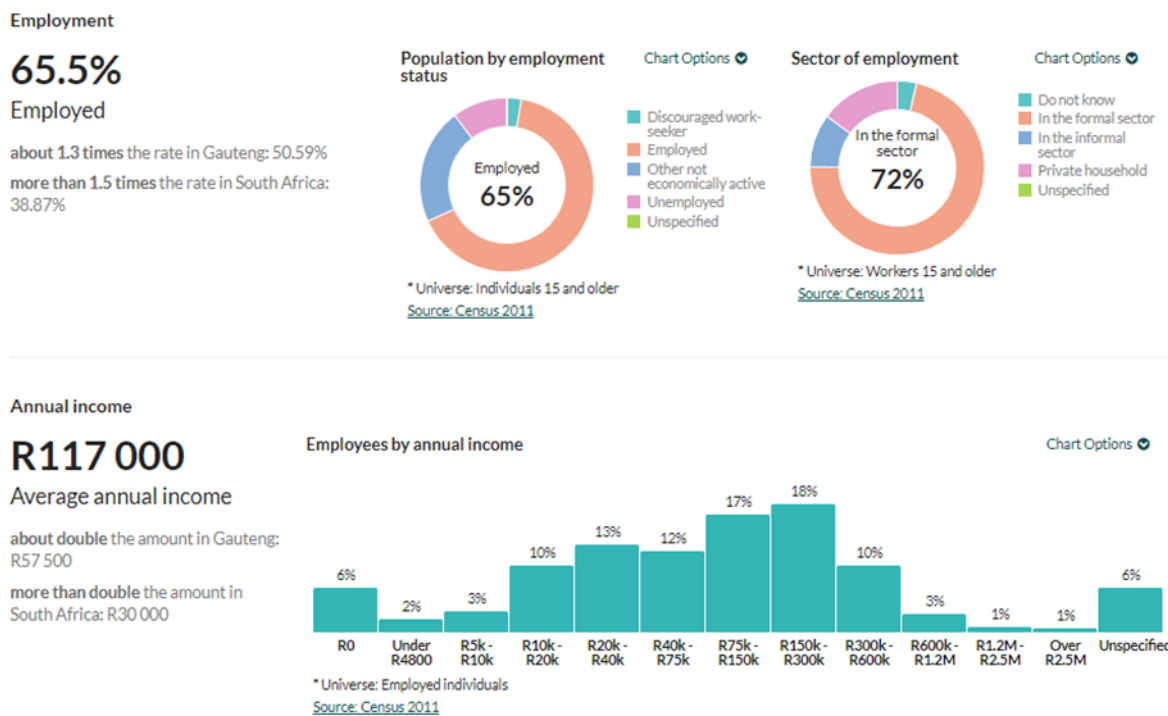 Employment
65.5%
Employed
about 1.3 times the rate in Gauteng: 50.59%
more than 1.5 times the rate in South Africa:
38.87%
Population by employment
status
Chart Options
Employed
65%
Discouraged work-
seeker
Employed
Other not
economically active
Unemployed
Unspecified
* Universe: Individuals 15 and older
Source: Census 2011
Sector of employment
Chart Options
In the formal
sector
72%
Do not know
In the formal sector
In the informal
sector
Private household
Unspecified
* Universe: Workers 15 and older
Source: Census 2011
Annual income
R117 000
Average annual income
about double the amount in Gauteng:
R57 500
more than double the amount in
South Africa: R30 000
Employees by annual income
Chart Options
6%
2%
3%
10%
13%
12%
17%
18%
10%
3%
1%
1%
6%
R0
Under
R4800
R5k -
R10k
R10k -
R20k
R20k -
R40k
R40k -
R75k
R75k -
R150k
R150k -
R300k
R300k -
R600k
R600k -
R1.2M
R1.2M -
R2.5M
Over
R2.5M
Unspecified
* Universe: Employed individuals
Source: Census 2011